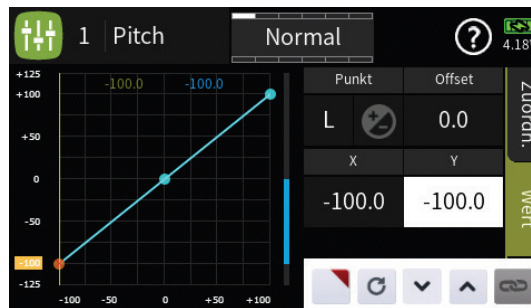 1 Pitch Normal ? 4.18
Punkt Offset
L 0.0
X Y
-100.0 -100.0
Zuordn.
Wert
-100.0 -100.0
+125
+100
+50
0
-50
-100
-125
-100 -50 0 +50 +100